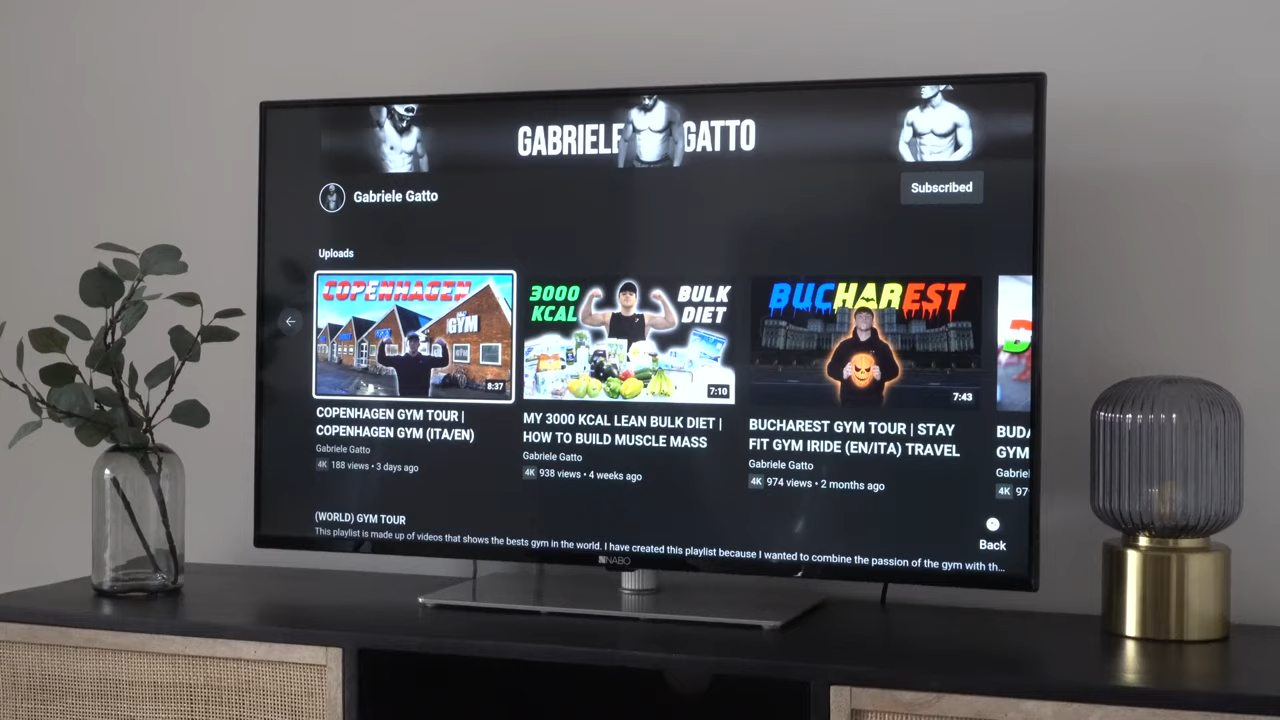 GABRIELE GATTO
Gabriele Gatto
Subscribed
Uploads
COPENHAGEN
GYM
8:37
COPENHAGEN GYM TOUR |
COPENHAGEN GYM (ITA/EN)
Gabriele Gatto
4K 188 views • 3 days ago
3000
KCAL
BULK
DIET
7:10
MY 3000 KCAL LEAN BULK DIET |
HOW TO BUILD MUSCLE MASS
Gabriele Gatto
4K 938 views • 4 weeks ago
BUCHAREST
7:43
BUCHAREST GYM TOUR | STAY
FIT GYM IRIDE (EN/ITA) TRAVEL
Gabriele Gatto
4K 974 views • 2 months ago
B
BUDA
GYM
Gabriel
4K 97
(WORLD) GYM TOUR
This playlist is made up of videos that shows the bests gym in the world. I have created this playlist because I wanted to combine the passion of the gym with th...
Back
NABO